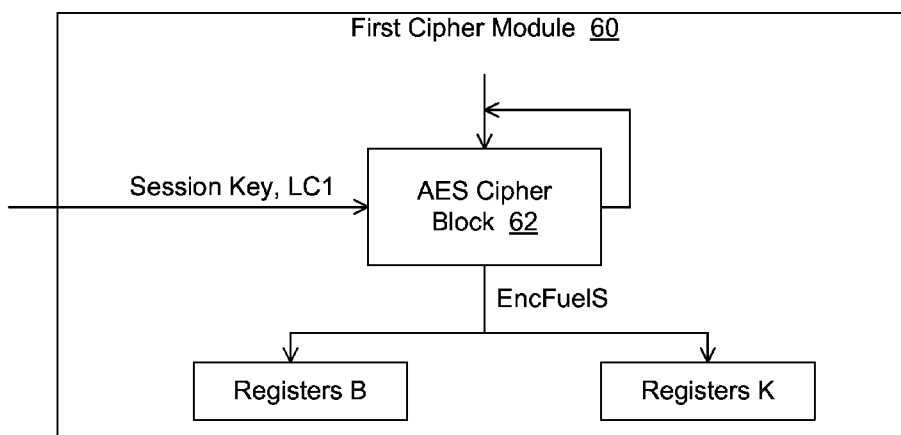 First Cipher Module 60
Session Key, LC1
AES Cipher
Block 62
EncFuelS
Registers B
Registers K